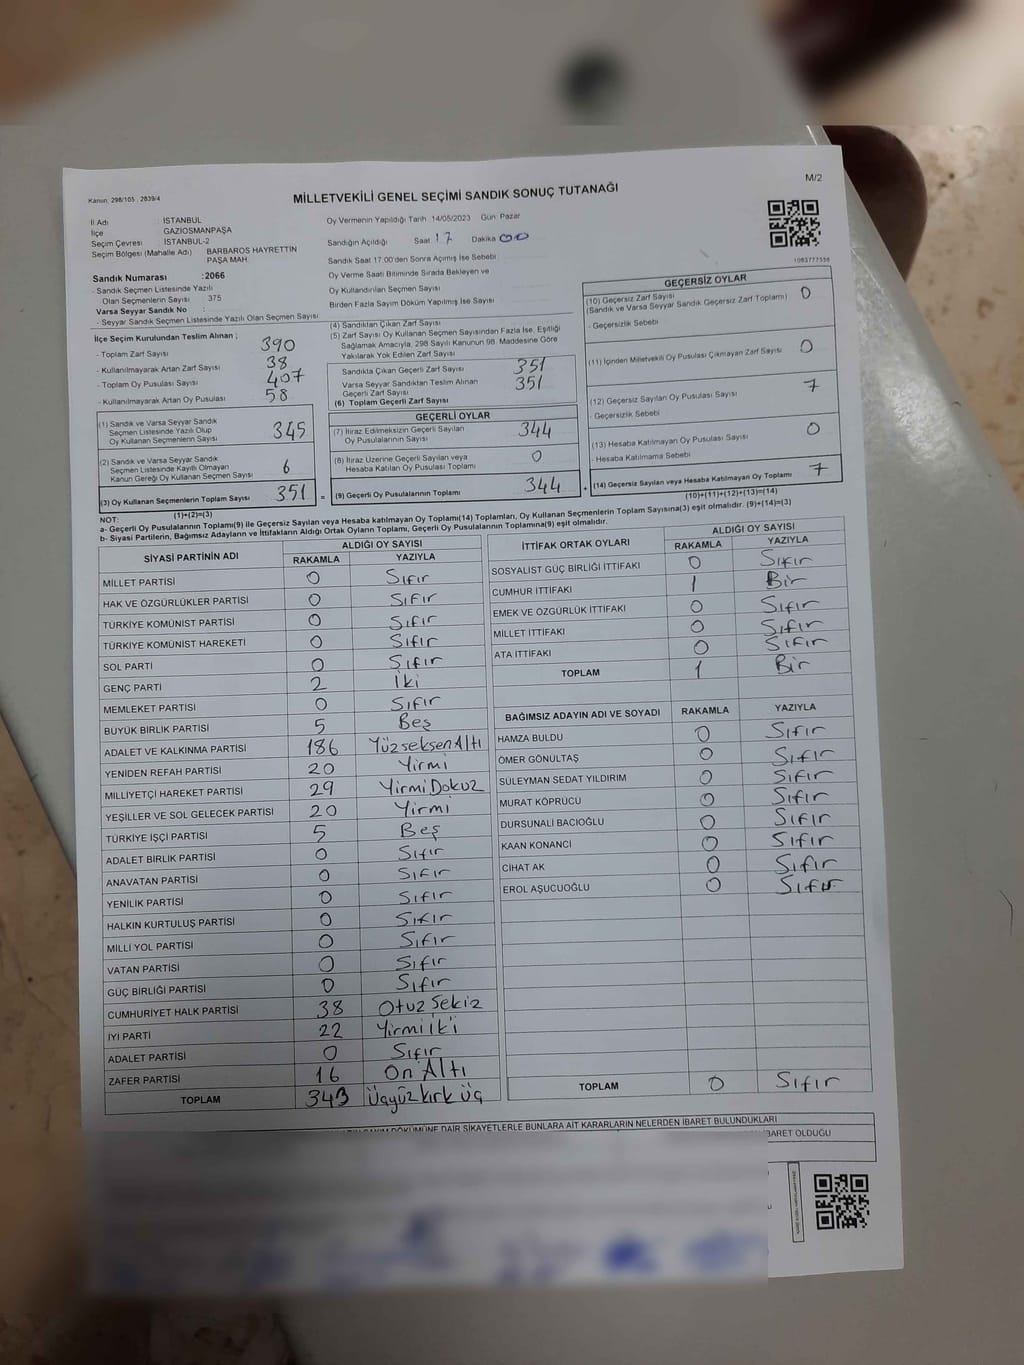 M/2
Kanun: 298/105 , 2839/4
MİLLETVEKİLİ GENEL SEÇİMİ SANDIK SONUÇ TUTANAĞI
İl Adı : İSTANBUL
İlçe : GAZİOSMANPAŞA
Seçim Çevresi : İSTANBUL-2
Seçim Bölgesi (Mahalle Adı) : BARBAROS HAYRETTİN PAŞA MAH.
Sandık Numarası : 2066
- Sandık Seçmen Listesinde Yazılı
Olan Seçmenlerin Sayısı : 375
Varsa Seyyar Sandık No :
- Seyyar Sandık Seçmen Listesinde Yazılı Olan Seçmen Sayısı:
Oy Vermenin Yapıldığı Tarih :14/05/2023 Gün: Pazar
Sandığın Açıldığı Saat: 17 Dakika: 00
Sandık Saat 17:00'den Sonra Açımış İse Sebebi :
Oy Verme Saati Bitiminde Sırada Bekleyen ve
Oy Kullandırılan Seçmen Sayısı :
Birden Fazla Sayım Döküm Yapılmış İse Sayısı :
1063777556
İlçe Seçim Kurulundan Teslim Alınan ;
- Toplam Zarf Sayısı : 390
- Kullanılmayarak Artan Zarf Sayısı : 38
- Toplam Oy Pusulası Sayısı : 407
- Kullanılmayarak Artan Oy Pusulası : 58
(1) Sandık ve Varsa Seyyar Sandık
Seçmen Listesinde Yazılı Olup
Oy Kullanan Seçmenlerin Sayısı 345
(2) Sandık ve Varsa Seyyar Sandık
Seçmen Listesinde Kayıtlı Olmayan
Kanun Gereği Oy Kullanan Seçmen Sayısı 6
(3) Oy Kullanan Seçmenlerin Toplam Sayısı 351 =
(1)+(2)=(3)
(4) Sandıktan Çıkan Zarf Sayısı :
(5) Zarf Sayısı Oy Kullanan Seçmen Sayısından Fazla İse, Eşitliği
Sağlamak Amacıyla, 298 Sayılı Kanunun 98. Maddesine Göre
Yakılarak Yok Edilen Zarf Sayısı :
Sandıkta Çıkan Geçerli Zarf Sayısı : 351
Varsa Seyyar Sandıktan Teslim Alınan
Geçerli Zarf Sayısı : 351
(6) Toplam Geçerli Zarf Sayısı :
GEÇERLİ OYLAR
(7) İtiraz Edilmeksizin Geçerli Sayılan
Oy Pusulalarının Sayısı : 344
(8) İtiraz Üzerine Geçerli Sayılan veya
Hesaba Katılan Oy Pusulası Toplamı : 0
(9) Geçerli Oy Pusulalarının Toplamı : 344 +
GEÇERSİZ OYLAR
(10) Geçersiz Zarf Sayısı
(Sandık ve Varsa Seyyar Sandık Geçersiz Zarf Toplamı) : 0
- Geçersizlik Sebebi :
(11) İçinden Milletvekili Oy Pusulası Çıkmayan Zarf Sayısı : 0
(12) Geçersiz Sayılan Oy Pusulası Sayısı : 7
- Geçersizlik Sebebi :
(13) Hesaba Katılmayan Oy Pusulası Sayısı : 0
- Hesaba Katılmama Sebebi :
(14) Geçersiz Sayılan veya Hesaba Katılmayan Oy Toplamı : 7
(10)+(11)+(12)+(13)=(14)
NOT:
a- Geçerli Oy Pusulalarının Toplamı(9) ile Geçersiz Sayılan veya Hesaba katılmayan Oy Toplamı(14) Toplamları, Oy Kullanan Seçmenlerin Toplam Sayısına(3) eşit olmalıdır. (9)+(14)=(3)
b- Siyasi Partilerin, Bağımsız Adayların ve İttifakların Aldığı Ortak Oyların Toplamı, Geçerli Oy Pusulalarının Toplamına(9) eşit olmalıdır.
SİYASİ PARTİNİN ADI ALDIĞI OY SAYISI
RAKAMLA YAZIYLA
MİLLET PARTİSİ 0 Sıfır
HAK VE ÖZGÜRLÜKLER PARTİSİ 0 Sıfır
TÜRKİYE KOMÜNİST PARTİSİ 0 Sıfır
TÜRKİYE KOMÜNİST HAREKETİ 0 Sıfır
SOL PARTİ 0 Sıfır
GENÇ PARTİ 2 İki
MEMLEKET PARTİSİ 0 Sıfır
BÜYÜK BİRLİK PARTİSİ 5 Beş
ADALET VE KALKINMA PARTİSİ 186 YüzseksenAltı
YENİDEN REFAH PARTİSİ 20 Yirmi
MİLLİYETÇİ HAREKET PARTİSİ 29 YirmiDokuz
YEŞİLLER VE SOL GELECEK PARTİSİ 20 Yirmi
TÜRKİYE İŞÇİ PARTİSİ 5 Beş
ADALET BİRLİK PARTİSİ 0 Sıfır
ANAVATAN PARTİSİ 0 Sıfır
YENİLİK PARTİSİ 0 Sıfır
HALKIN KURTULUŞ PARTİSİ 0 Sıfır
MİLLİ YOL PARTİSİ 0 Sıfır
VATAN PARTİSİ 0 Sıfır
GÜÇ BİRLİĞİ PARTİSİ 0 Sıfır
CUMHURİYET HALK PARTİSİ 38 Otuz Sekiz
İYİ PARTİ 22 Yirmi iki
ADALET PARTİSİ 0 Sıfır
ZAFER PARTİSİ 16 On Altı
TOPLAM 343 Üçyüz kırk üç
İTTİFAK ORTAK OYLARI ALDIĞI OY SAYISI
RAKAMLA YAZIYLA
SOSYALİST GÜÇ BİRLİĞİ İTTİFAKI 0 Sıfır
CUMHUR İTTİFAKI 1 Bir
EMEK VE ÖZGÜRLÜK İTTİFAKI 0 Sıfır
MİLLET İTTİFAKI 0 Sıfır
ATA İTTİFAKI 0 Sıfır
TOPLAM 1 Bir
BAĞIMSIZ ADAYIN ADI VE SOYADI RAKAMLA YAZIYLA
HAMZA BULDU 0 Sıfır
ÖMER GÖNÜLTAŞ 0 Sıfır
SÜLEYMAN SEDAT YILDIRIM 0 Sıfır
MURAT KÖPRÜCÜ 0 Sıfır
DURSUNALİ BACIOĞLU 0 Sıfır
KAAN KONANCI 0 Sıfır
CİHAT AK 0 Sıfır
EROL AŞUCUOĞLU 0 Sıfır
TOPLAM 0 Sıfır
DÖKÜMÜNE DAİR ŞİKAYETLERLE BUNLARA AİT KARARLARIN NELERDEN İBARET BULUNDUKLARI
İBARET OLDUĞU